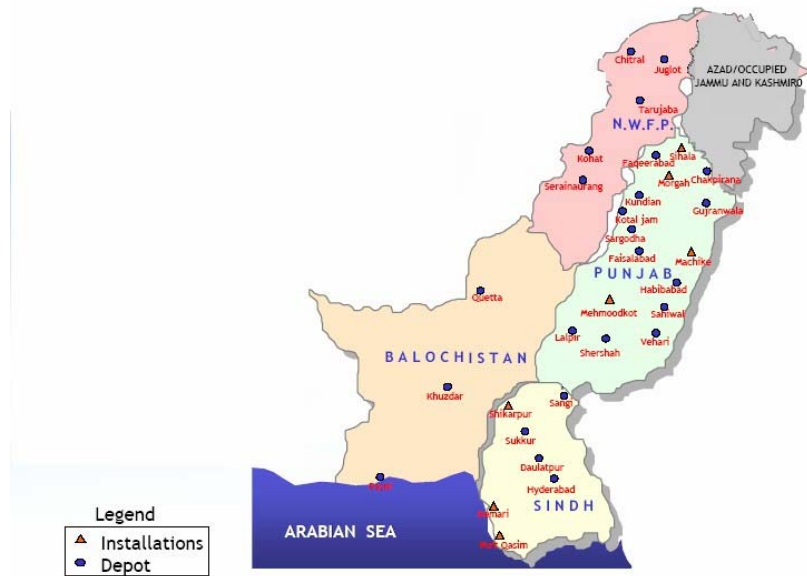 Chitral
Juglot
AZAD/OCCUPIED
JAMMU AND KASHMIRO
Tarujaba
N.W.F.P.
Kohat
Faqeerabad
Sihala
Serainaurang
Morgah
Chakpirana
Kundian
Gujranwala
Kotal jam
Sargodha
Faisalabad
Machike
PUNJAB
Habibabad
Quetta
Mehmoodkot
Sahiwal
Lalpir
Vehari
Shershah
BALOCHISTAN
Khuzdar
Sangi
Shikarpur
Sukkur
Daulatpur
Hyderabad
SINDH
ARABIAN SEA
Legend
Installations
Depot